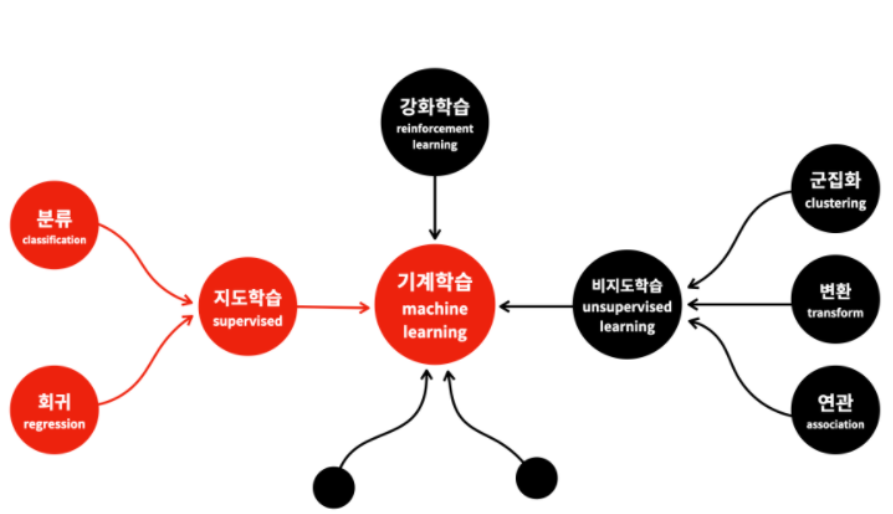 강화학습
reinforcement
learning
분류
classification
지도학습
supervised
회귀
regression
기계학습
machine
learning
비지도학습
unsupervised
learning
군집화
clustering
변환
transform
연관
association